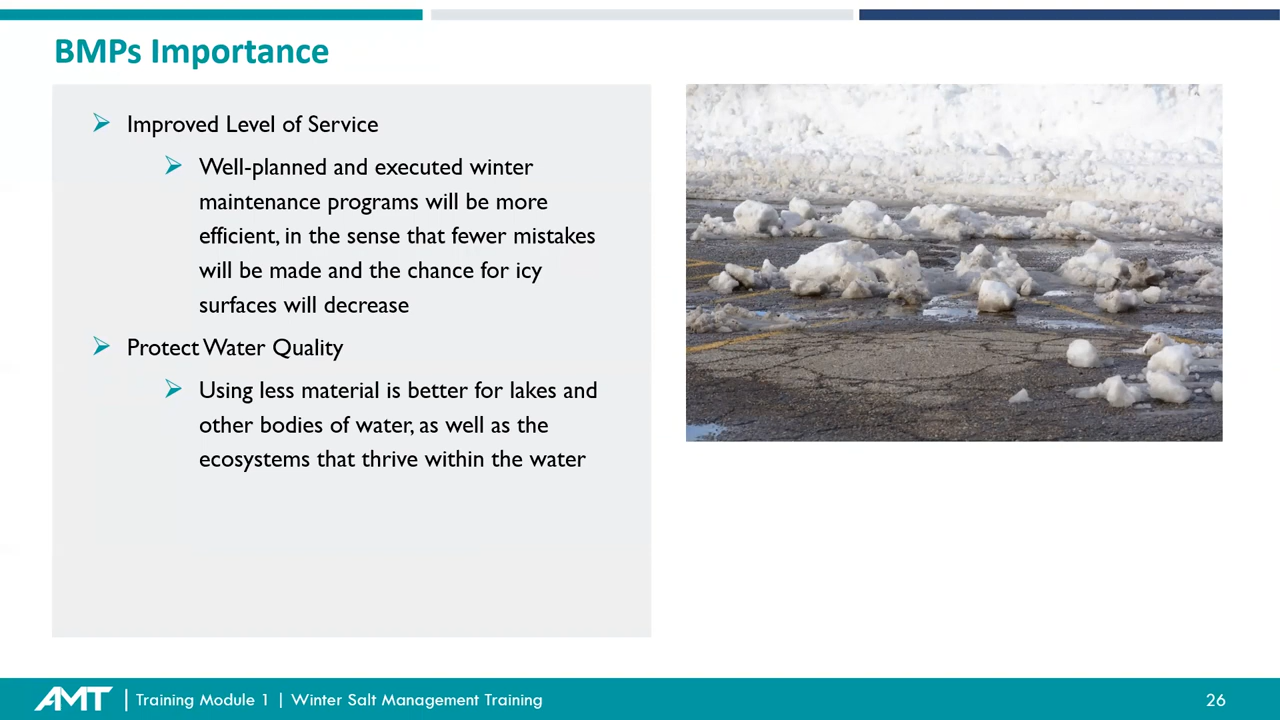 BMPs Importance
Improved Level of Service
Well-planned and executed winter
maintenance programs will be more
efficient, in the sense that fewer mistakes
will be made and the chance for icy
surfaces will decrease
Protect Water Quality
Using less material is better for lakes and
other bodies of water, as well as the
ecosystems that thrive within the water
AMT | Training Module 1 | Winter Salt Management Training
26